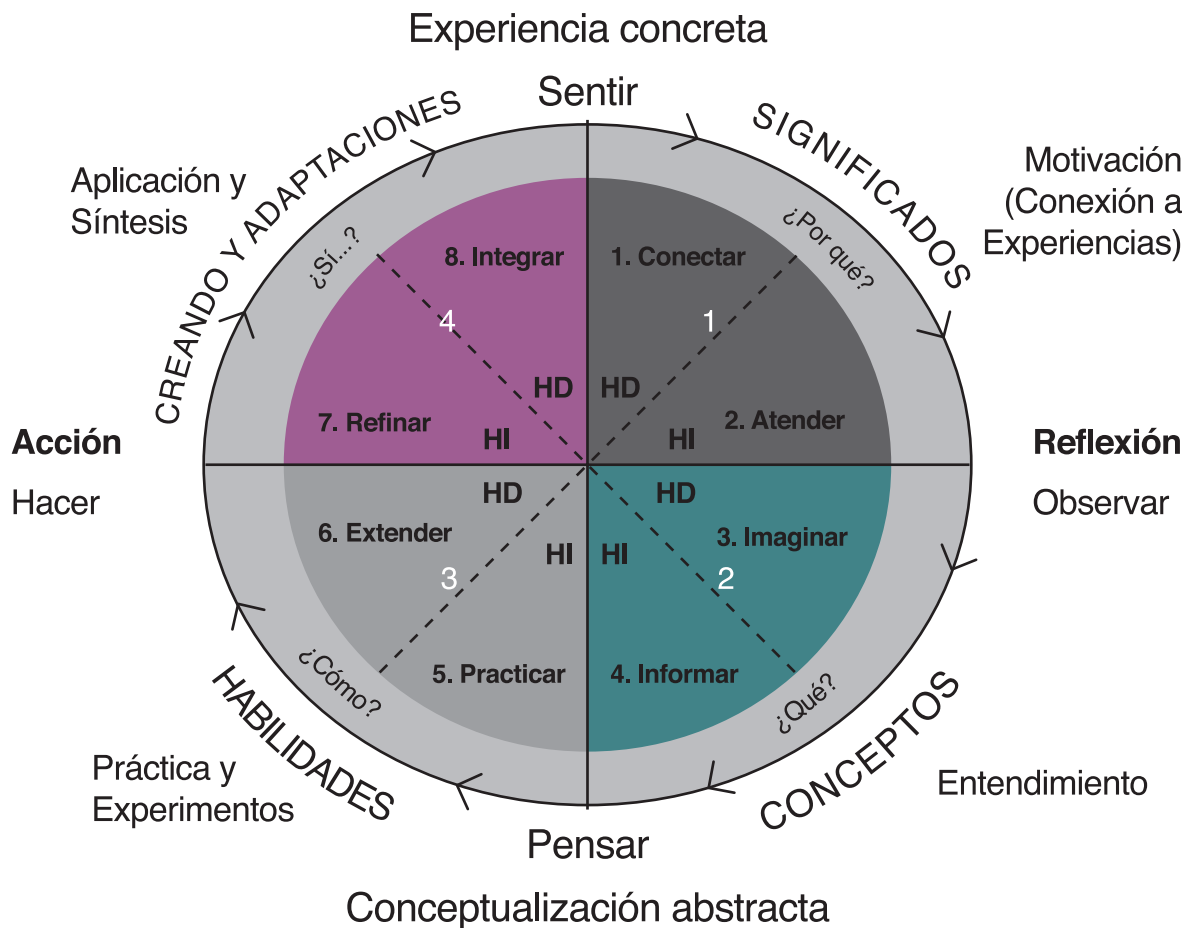 Experiencia concreta
Sentir
CREANDO Y ADAPTACIONES
SIGNIFICADOS
Aplicación y
Síntesis
Motivación
(Conexión a
Experiencias)
¿Sí...?
¿Por qué?
8. Integrar
1. Conectar
4
1
HD
HD
7. Refinar
HI
HI
2. Atender
Acción
Hacer
Reflexión
Observar
HD
HD
6. Extender
3. Imaginar
HI
HI
3
2
5. Practicar
4. Informar
¿Cómo?
¿Qué?
HABILIDADES
CONCEPTOS
Práctica y
Experimentos
Entendimiento
Pensar
Conceptualización abstracta